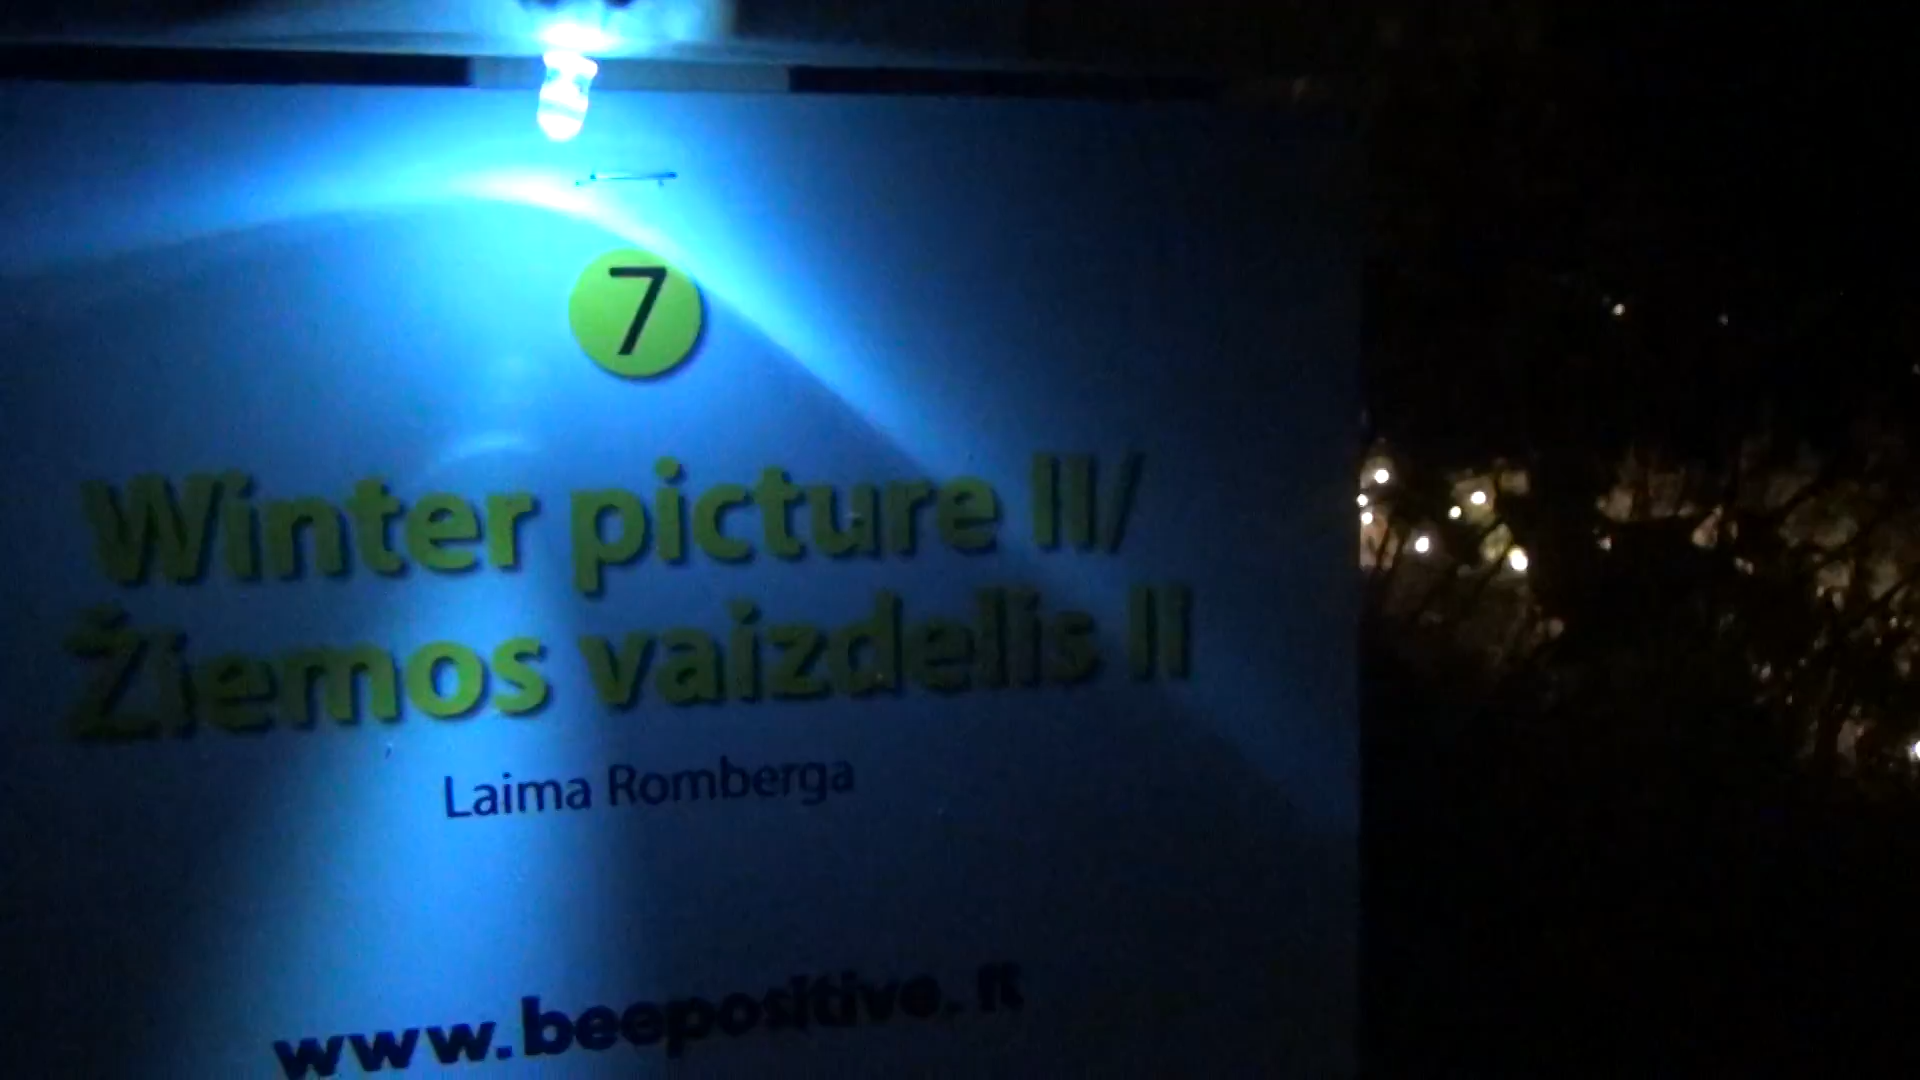 7
Winter picture II/
Žiemos vaizdelis II
Laima Romberga
www.beepositive.lt